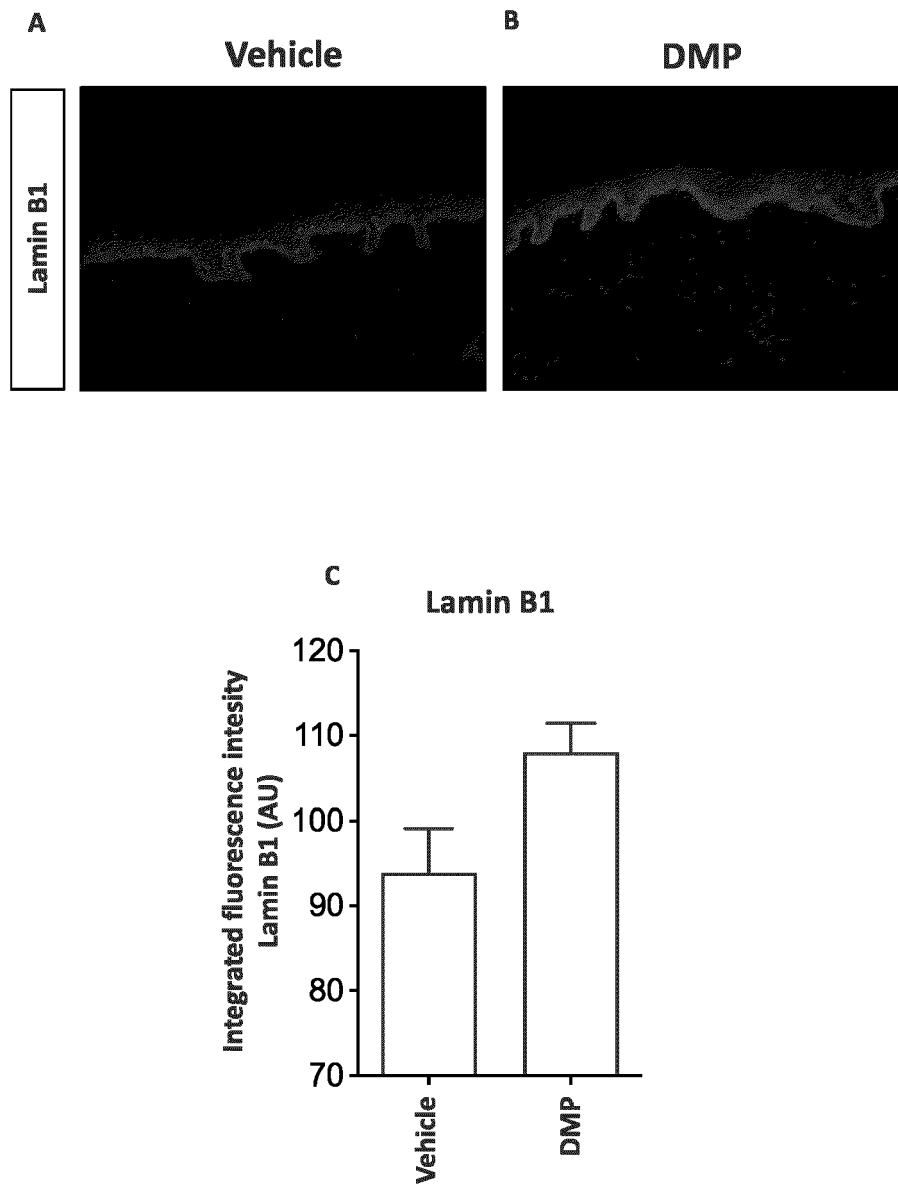 A
B
Vehicle
DMP
Lamin B1
C
Lamin B1
Integrated fluorescence intesity
Lamin B1 (AU)
120
110
100
90
80
70
Vehicle
DMP